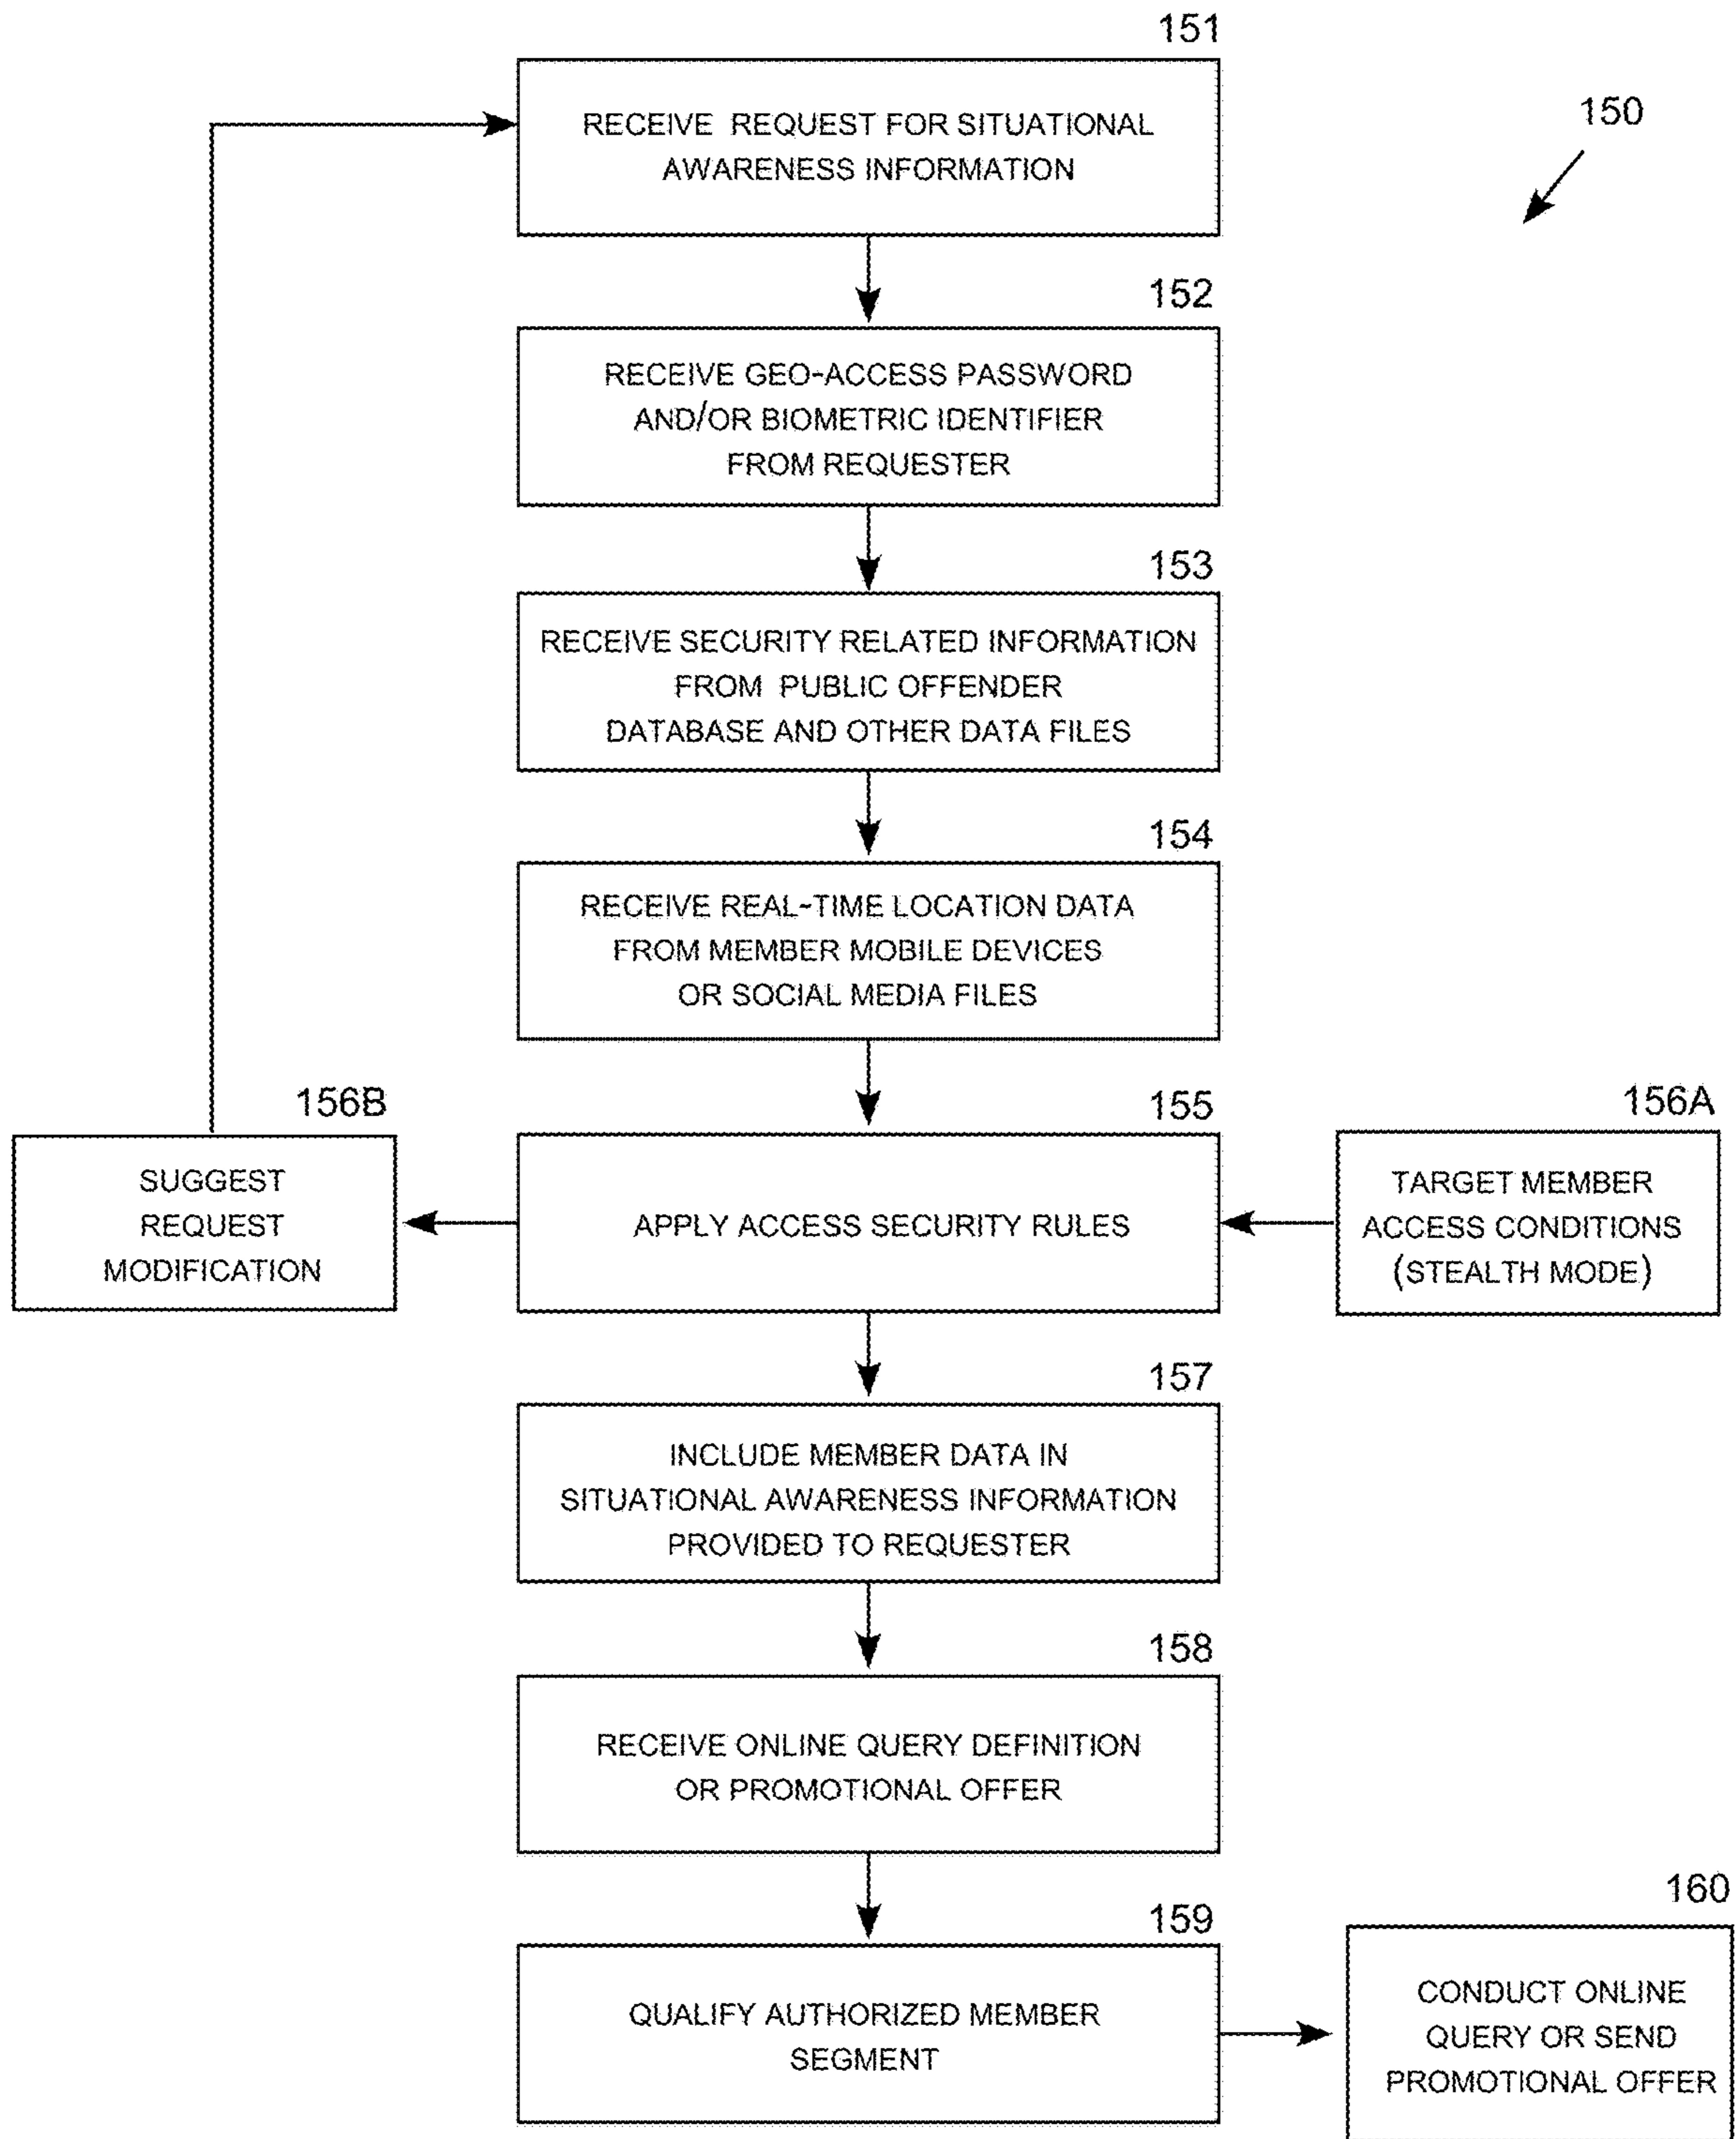 151
RECEIVE REQUEST FOR SITUATIONAL
AWARENESS INFORMATION
150
152
RECEIVE GEO-ACCESS PASSWORD
AND/OR BIOMETRIC IDENTIFIER
FROM REQUESTER
153
RECEIVE SECURITY RELATED INFORMATION
FROM PUBLIC OFFENDER
DATABASE AND OTHER DATA FILES
154
RECEIVE REAL-TIME LOCATION DATA
FROM MEMBER MOBILE DEVICES
OR SOCIAL MEDIA FILES
156B
SUGGEST
REQUEST
MODIFICATION
155
APPLY ACCESS SECURITY RULES
156A
TARGET MEMBER
ACCESS CONDITIONS
(STEALTH MODE)
157
INCLUDE MEMBER DATA IN
SITUATIONAL AWARENESS INFORMATION
PROVIDED TO REQUESTER
158
RECEIVE ONLINE QUERY DEFINITION
OR PROMOTIONAL OFFER
159
QUALIFY AUTHORIZED MEMBER
SEGMENT
160
CONDUCT ONLINE
QUERY OR SEND
PROMOTIONAL OFFER